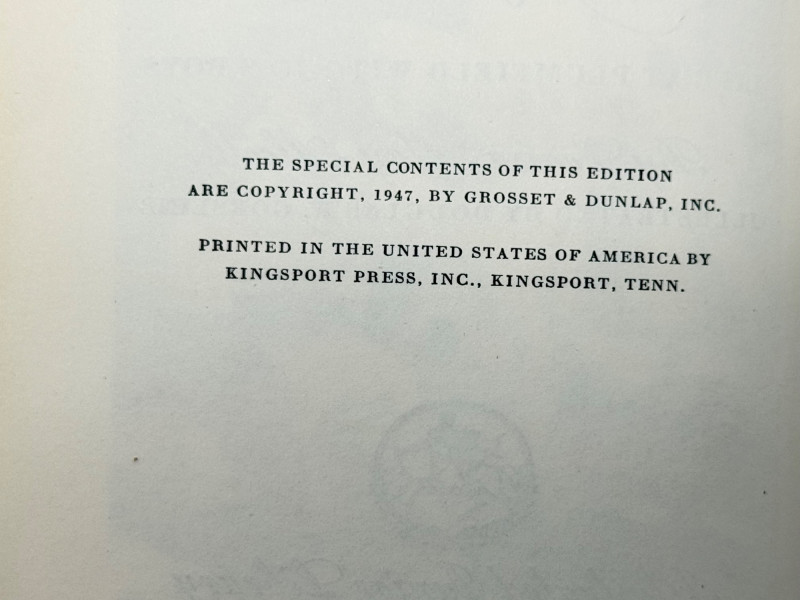 THE SPECIAL CONTENTS OF THIS EDITION
ARE COPYRIGHT, 1947, BY GROSSET & DUNLAP, INC.
PRINTED IN THE UNITED STATES OF AMERICA BY
KINGSPORT PRESS, INC., KINGSPORT, TENN.